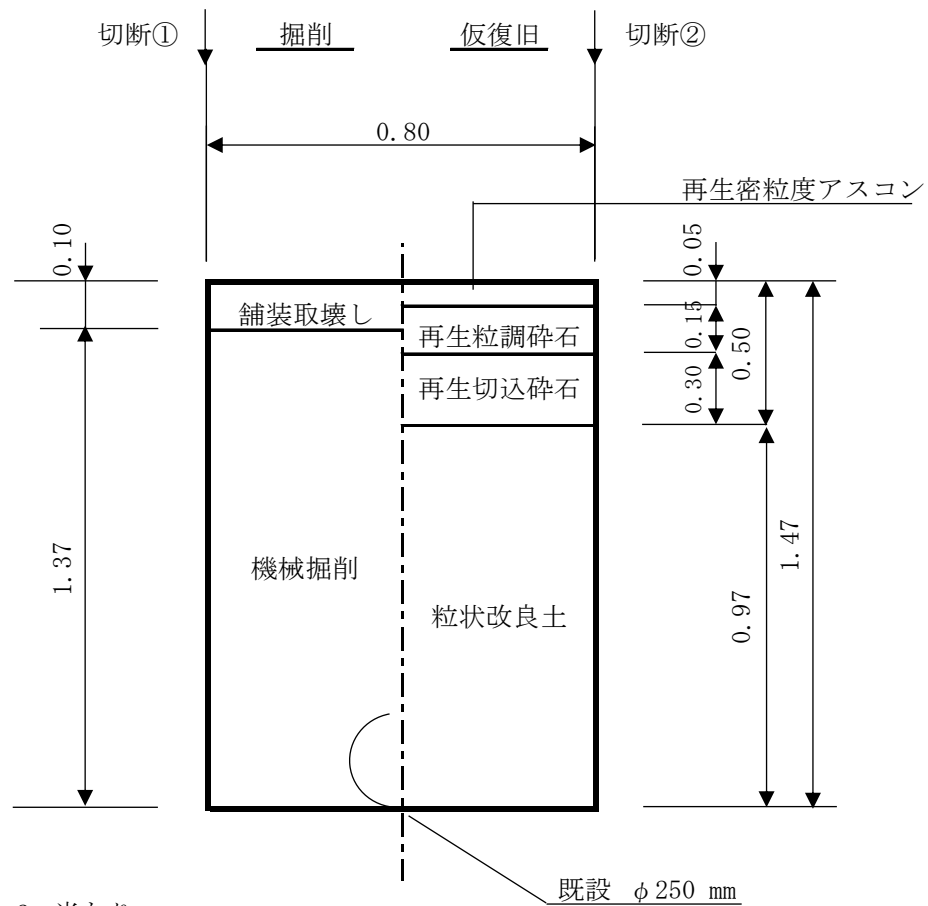 切断① 掘削 仮復旧 切断②
0.80
再生密粒度アスコン
0.10
0.05
舗装取壊し
0.15
再生粒調砕石
0.50
再生切込砕石
0.30
1.37
機械掘削
1.47
0.97
粒状改良土
既設 φ250 mm